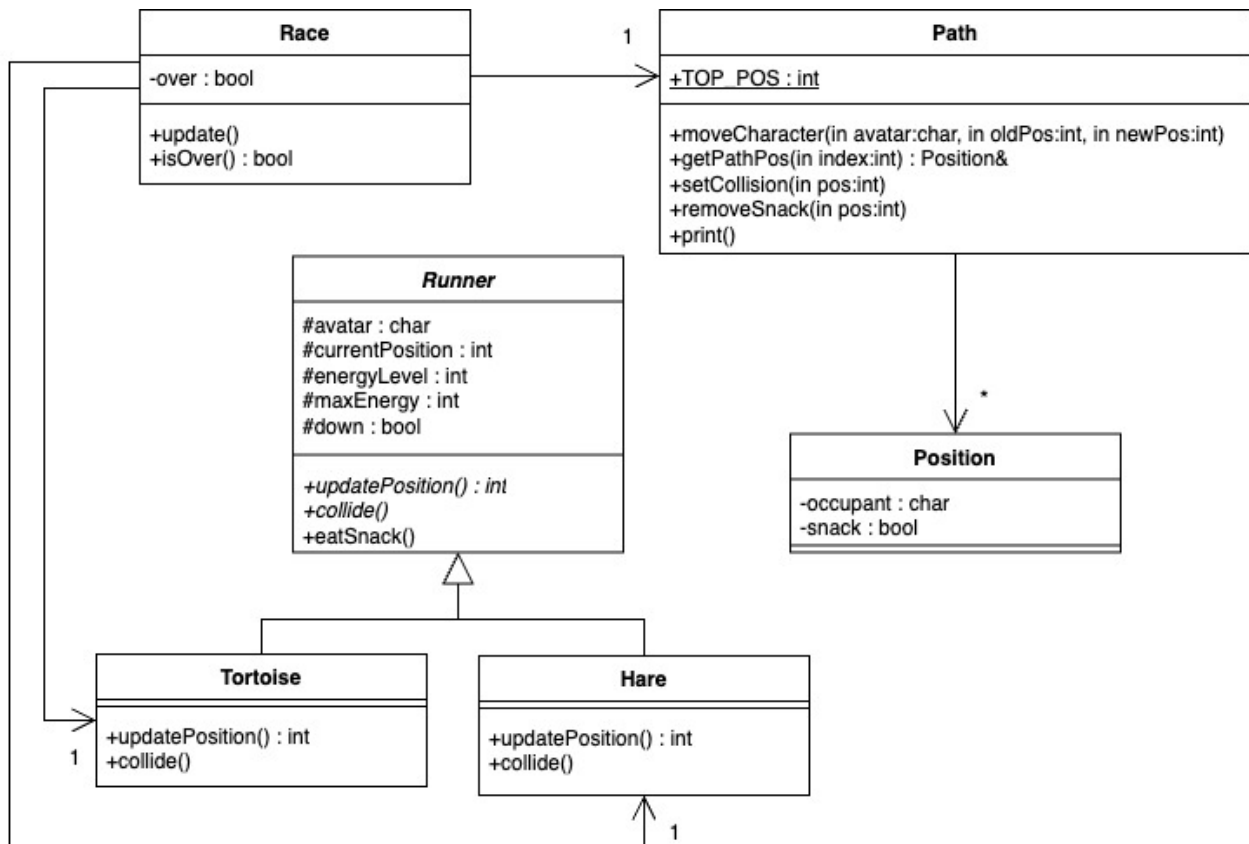 Race
-over : bool
+update()
+isOver() : bool
1
Path
+TOP_POS : int
+moveCharacter(in avatar:char, in oldPos:int, in newPos:int)
+getPathPos(in index:int) : Position&
+setCollision(in pos:int)
+removeSnack(in pos:int)
+print()
Runner
#avatar : char
#currentPosition : int
#energyLevel : int
#maxEnergy : int
#down : bool
+updatePosition() : int
+collide()
+eatSnack()
*
Position
-occupant : char
-snack : bool
Tortoise
+updatePosition() : int
+collide()
1
Hare
+updatePosition() : int
+collide()
1